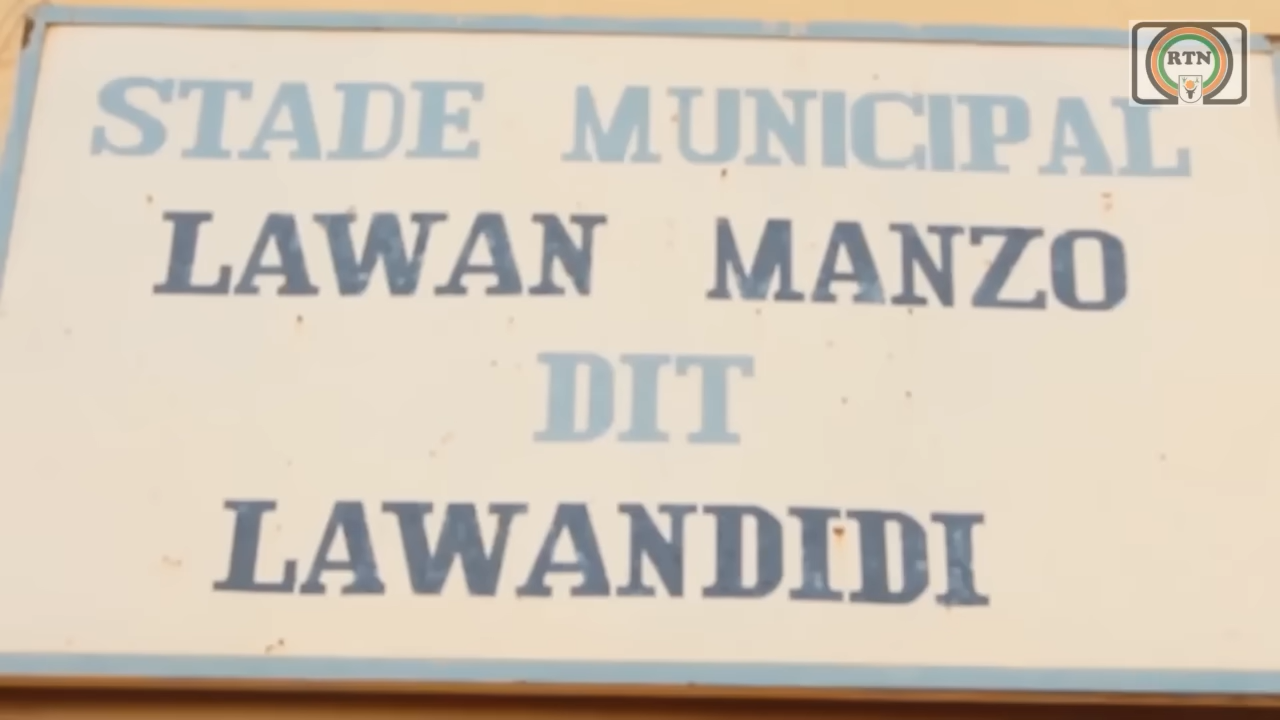 RTN
STADE MUNICIPAL
LAWAN MANZO
DIT
LAWANDIDI